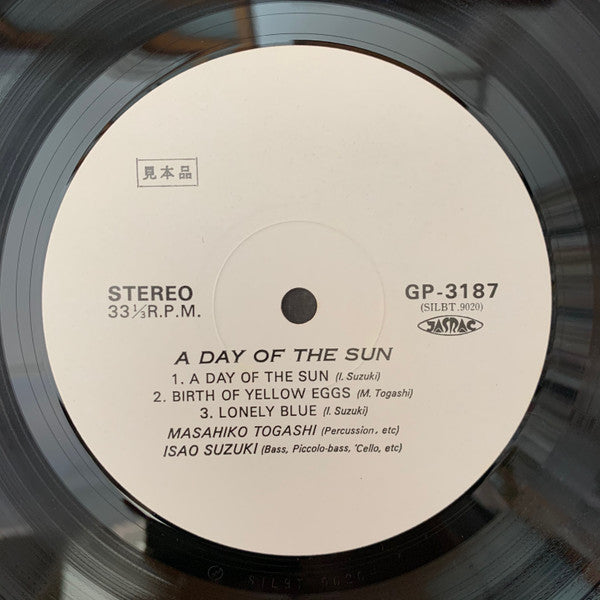 見本品
STEREO
33⅓R.P.M.
GP-3187
(SILBT.9020)
JASRAC
A DAY OF THE SUN
1. A DAY OF THE SUN (I. Suzuki)
2. BIRTH OF YELLOW EGGS (M. Togashi)
3. LONELY BLUE (I. Suzuki)
MASAHIKO TOGASHI (Percussion, etc)
ISAO SUZUKI (Bass, Piccolo-bass, 'Cello, etc)